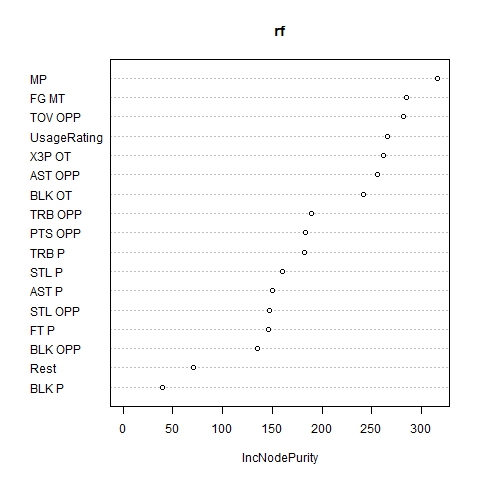 rf
MP
FG MT
TOV OPP
UsageRating
X3P OT
AST OPP
BLK OT
TRB OPP
PTS OPP
TRB P
STL P
AST P
STL OPP
FT P
BLK OPP
Rest
BLK P
0 50 100 150 200 250 300
IncNodePurity